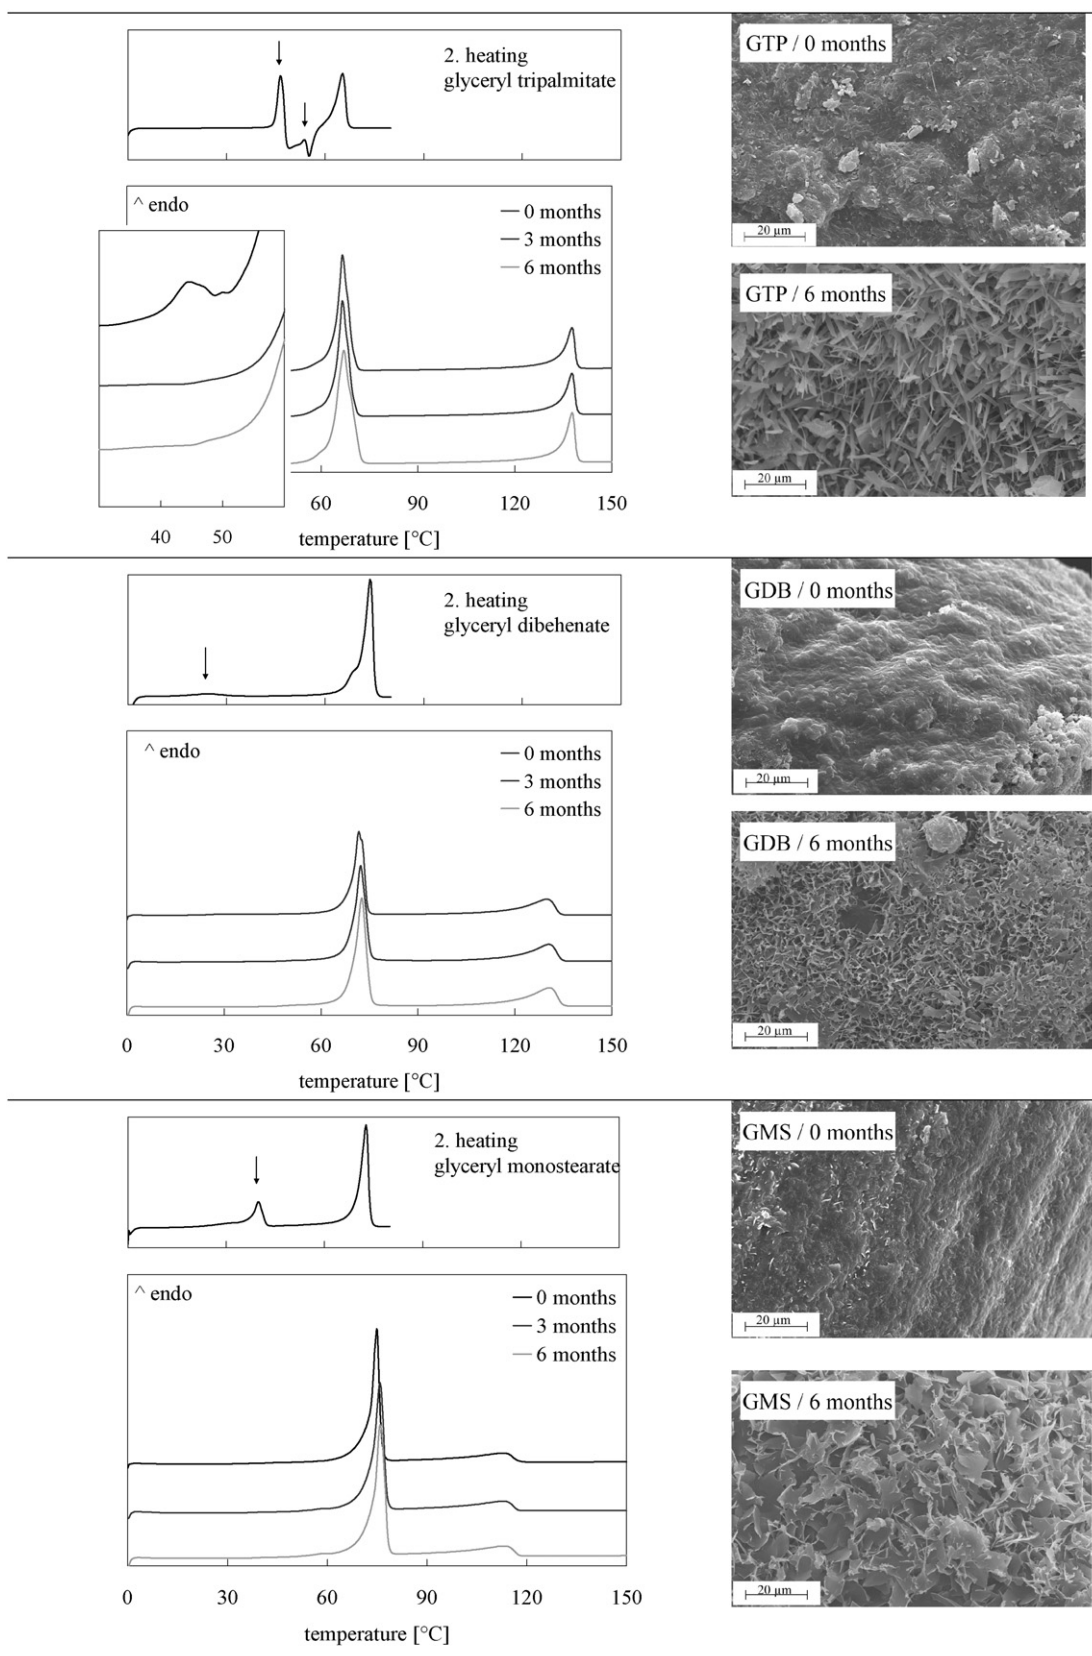 2. heating
glyceryl tripalmitate
^ endo
0 months
3 months
6 months
40 50
60 90 120 150
temperature [°C]
GTP / 0 months
20 µm
GTP / 6 months
20 µm
2. heating
glyceryl dibehenate
^ endo
0 months
3 months
6 months
0 30 60 90 120 150
temperature [°C]
GDB / 0 months
20 µm
GDB / 6 months
20 µm
2. heating
glyceryl monostearate
^ endo
0 months
3 months
6 months
0 30 60 90 120 150
temperature [°C]
GMS / 0 months
20 µm
GMS / 6 months
20 µm